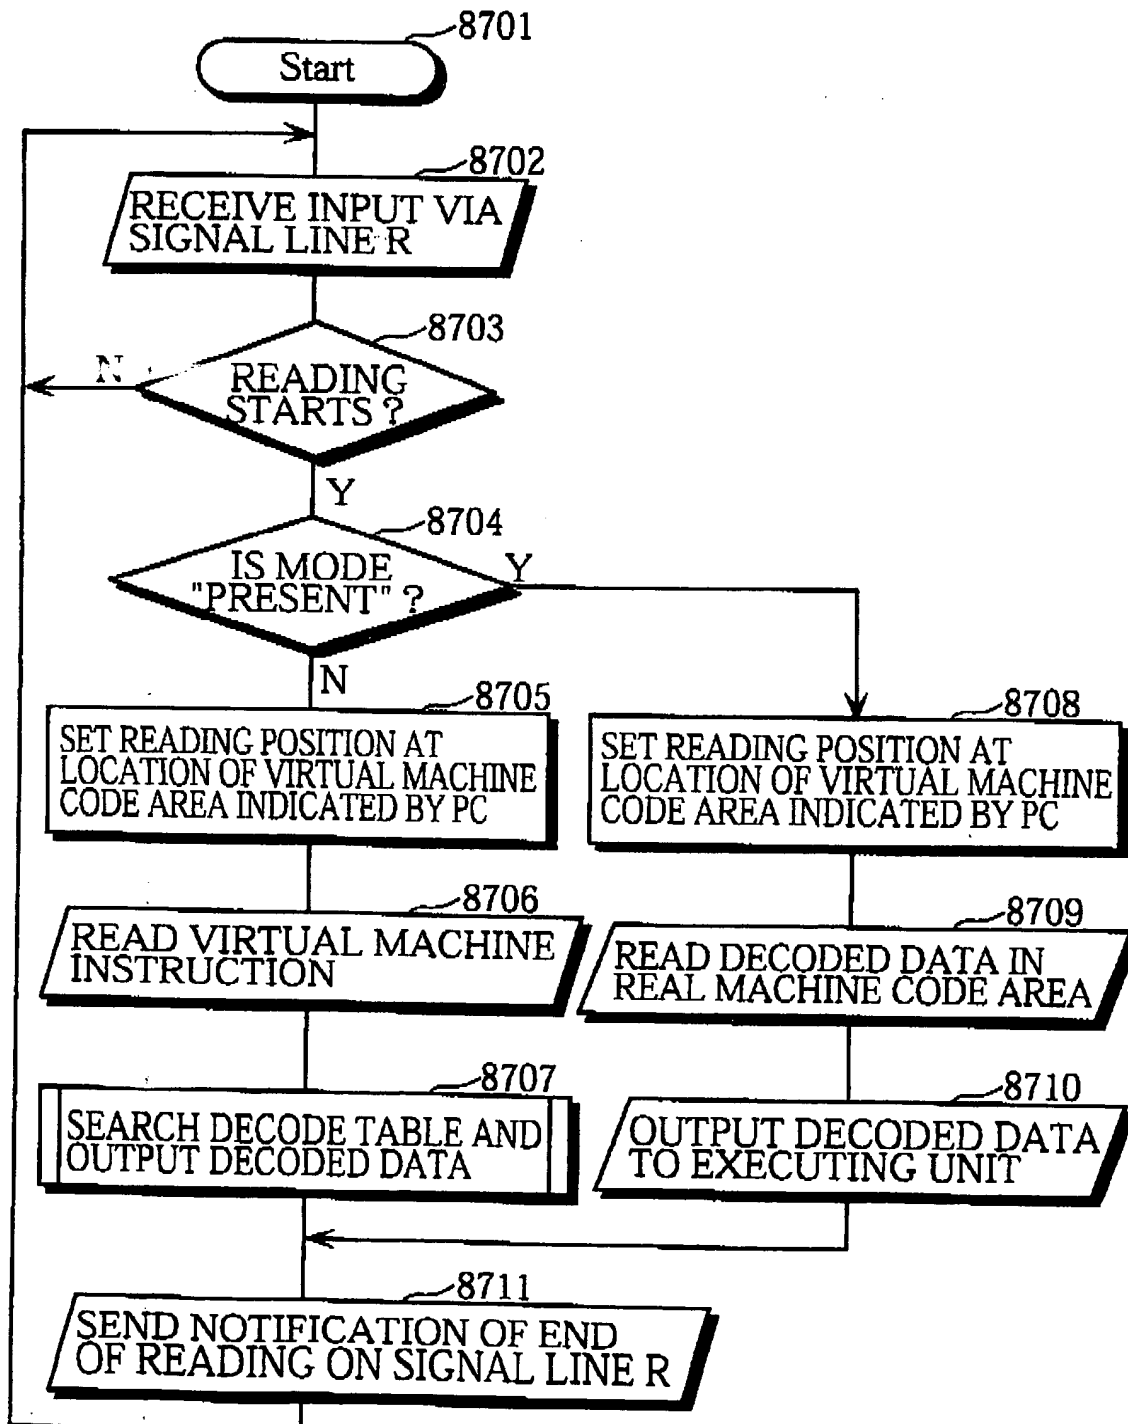 8701
Start
8702
RECEIVE INPUT VIA
SIGNAL LINE R
8703
N
READING
STARTS ?
Y
8704
IS MODE
"PRESENT" ?
Y
N
8705
SET READING POSITION AT
LOCATION OF VIRTUAL MACHINE
CODE AREA INDICATED BY PC
8708
SET READING POSITION AT
LOCATION OF VIRTUAL MACHINE
CODE AREA INDICATED BY PC
8706
READ VIRTUAL MACHINE
INSTRUCTION
8709
READ DECODED DATA IN
REAL MACHINE CODE AREA
8707
SEARCH DECODE TABLE AND
OUTPUT DECODED DATA
8710
OUTPUT DECODED DATA
TO EXECUTING UNIT
8711
SEND NOTIFICATION OF END
OF READING ON SIGNAL LINE R